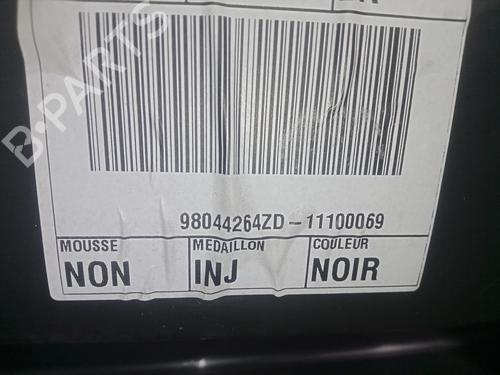 B-PARTS
98044264ZD-11100069
MOUSSE MEDAILLON COULEUR
NON INJ NOIR